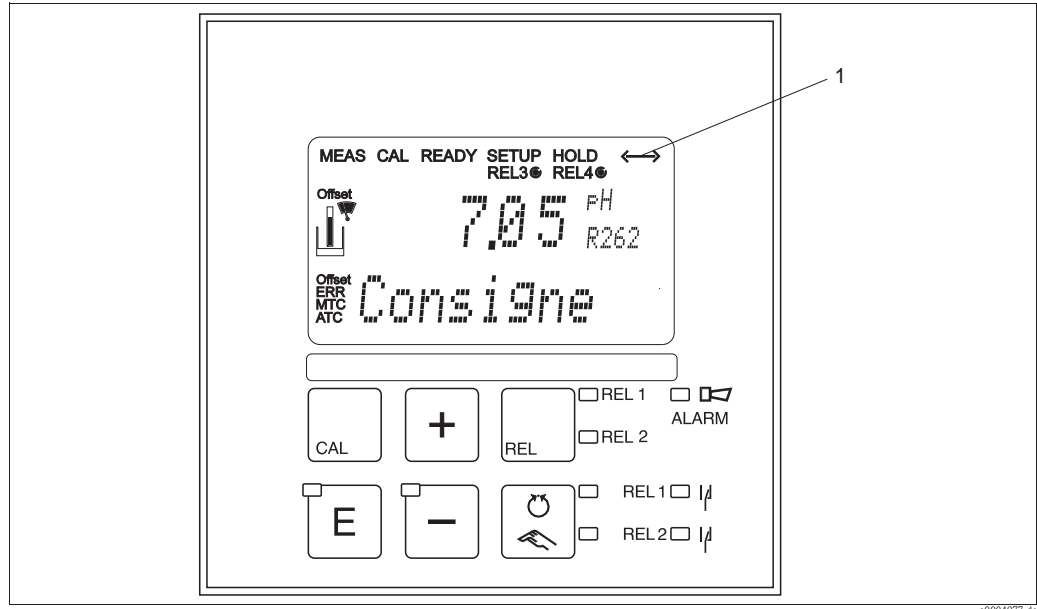 1
MEAS CAL READY SETUP HOLD
REL3 REL4
Offset
7.05 pH
R262
Offset
ERR
MTC
ATC
Consigne
CAL
+
REL
REL 1
REL 2
ALARM
E
−
REL 1
REL 2